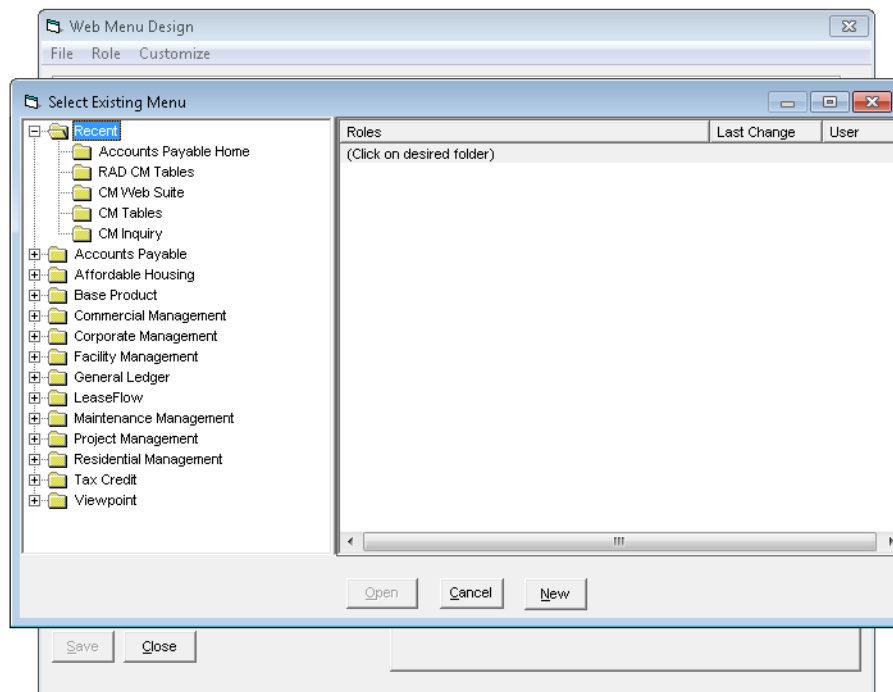 Web Menu Design
File Role Customize
Select Existing Menu
Recent
Accounts Payable Home
RAD CM Tables
CM Web Suite
CM Tables
CM Inquiry
Accounts Payable
Affordable Housing
Base Product
Commercial Management
Corporate Management
Facility Management
General Ledger
LeaseFlow
Maintenance Management
Project Management
Residential Management
Tax Credit
Viewpoint
Roles Last Change User
(Click on desired folder)
Open Cancel New
Save Close